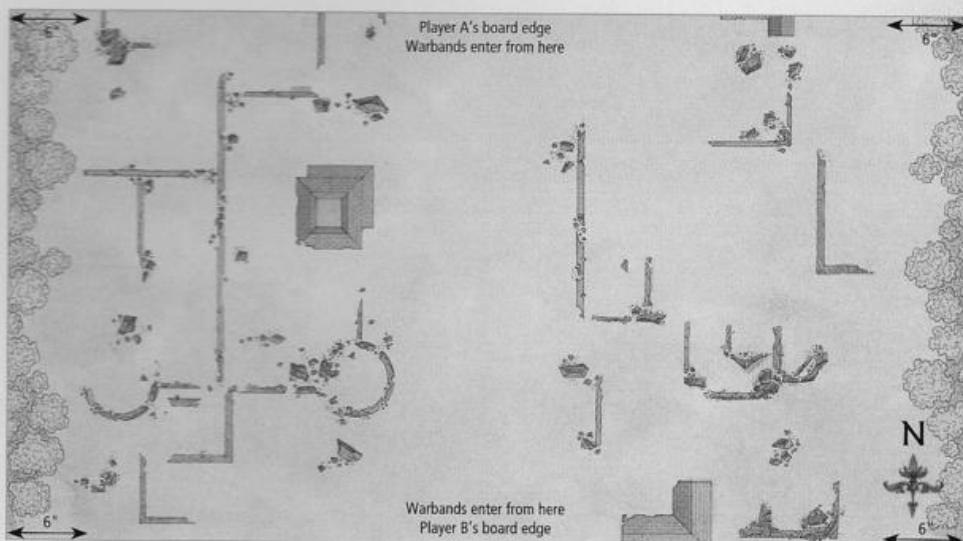 6"
Player A's board edge
Warbands enter from here
6"
N
6"
Warbands enter from here
Player B's board edge
6"